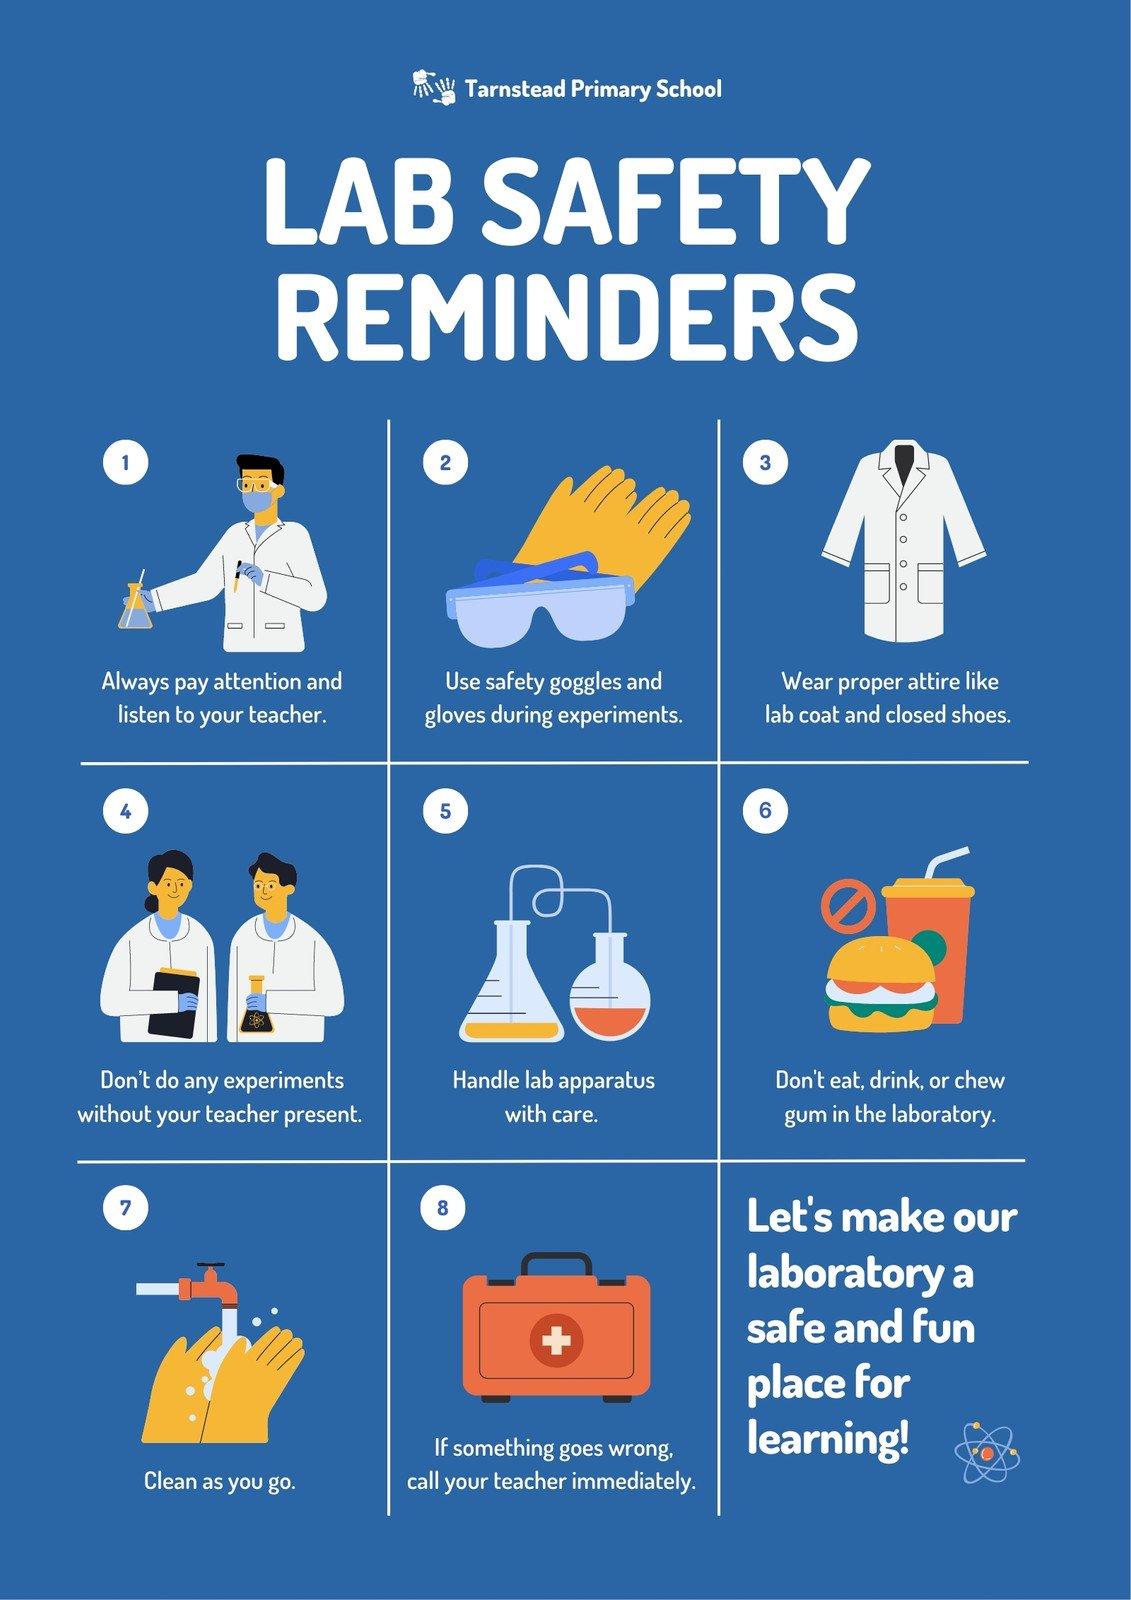 Tarnstead Primary School
LAB SAFETY
REMINDERS
1
Always pay attention and
listen to your teacher.
2
Use safety goggles and
gloves during experiments.
3
Wear proper attire like
lab coat and closed shoes.
4
Don’t do any experiments
without your teacher present.
5
Handle lab apparatus
with care.
6
Don't eat, drink, or chew
gum in the laboratory.
7
Clean as you go.
8
If something goes wrong,
call your teacher immediately.
Let's make our
laboratory a
safe and fun
place for
learning!